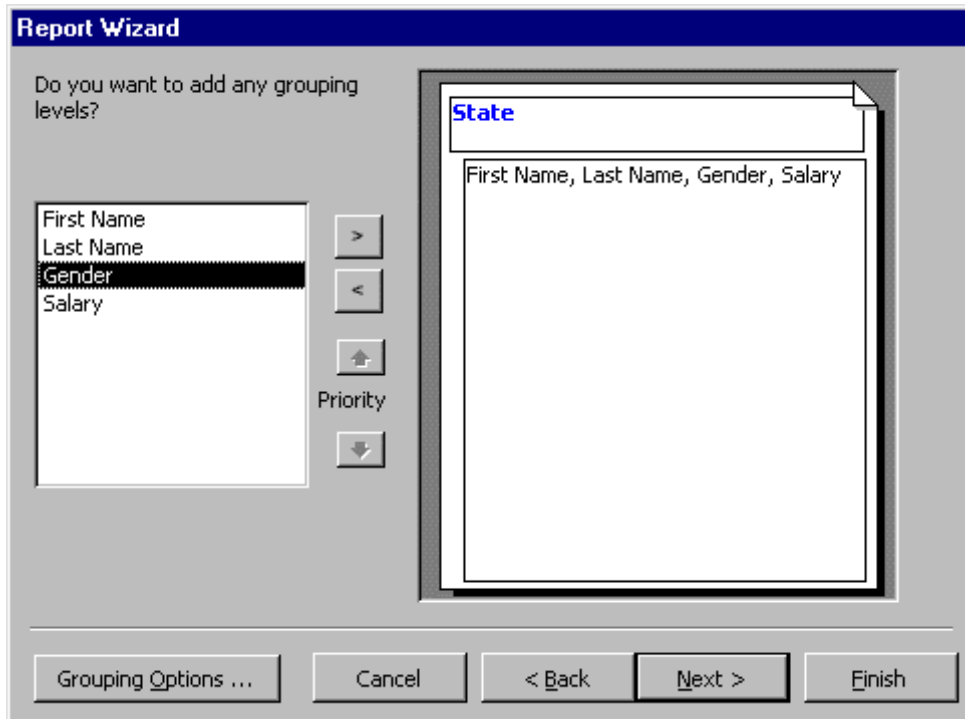 Report Wizard
Do you want to add any grouping
levels?
State
First Name, Last Name, Gender, Salary
First Name
Last Name
Gender
Salary
>
<
Priority
Grouping Options ...
Cancel
< Back
Next >
Finish